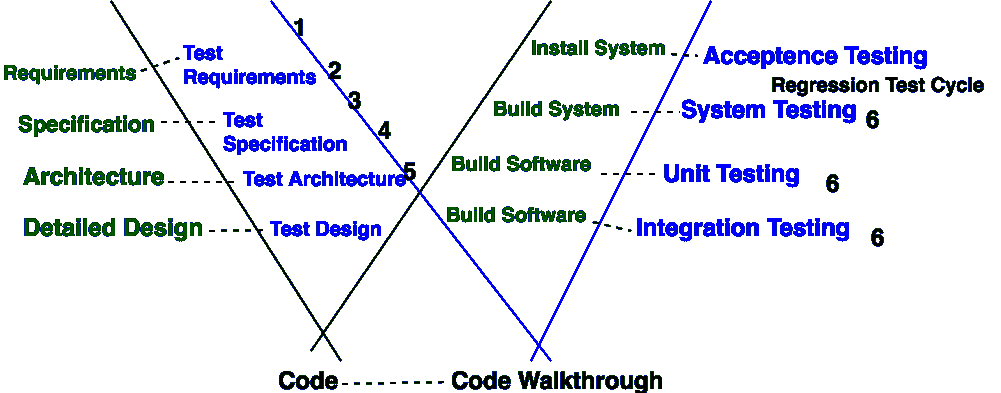 1
Test
Requirements
Requirements
2
3
Install System
Acceptence Testing
Regression Test Cycle
Specification
Test
Specification
4
Build System
System Testing
6
Architecture
Test Architecture
5
Build Software
Unit Testing
6
Detailed Design
Test Design
Build Software
Integration Testing
6
Code
Code Walkthrough